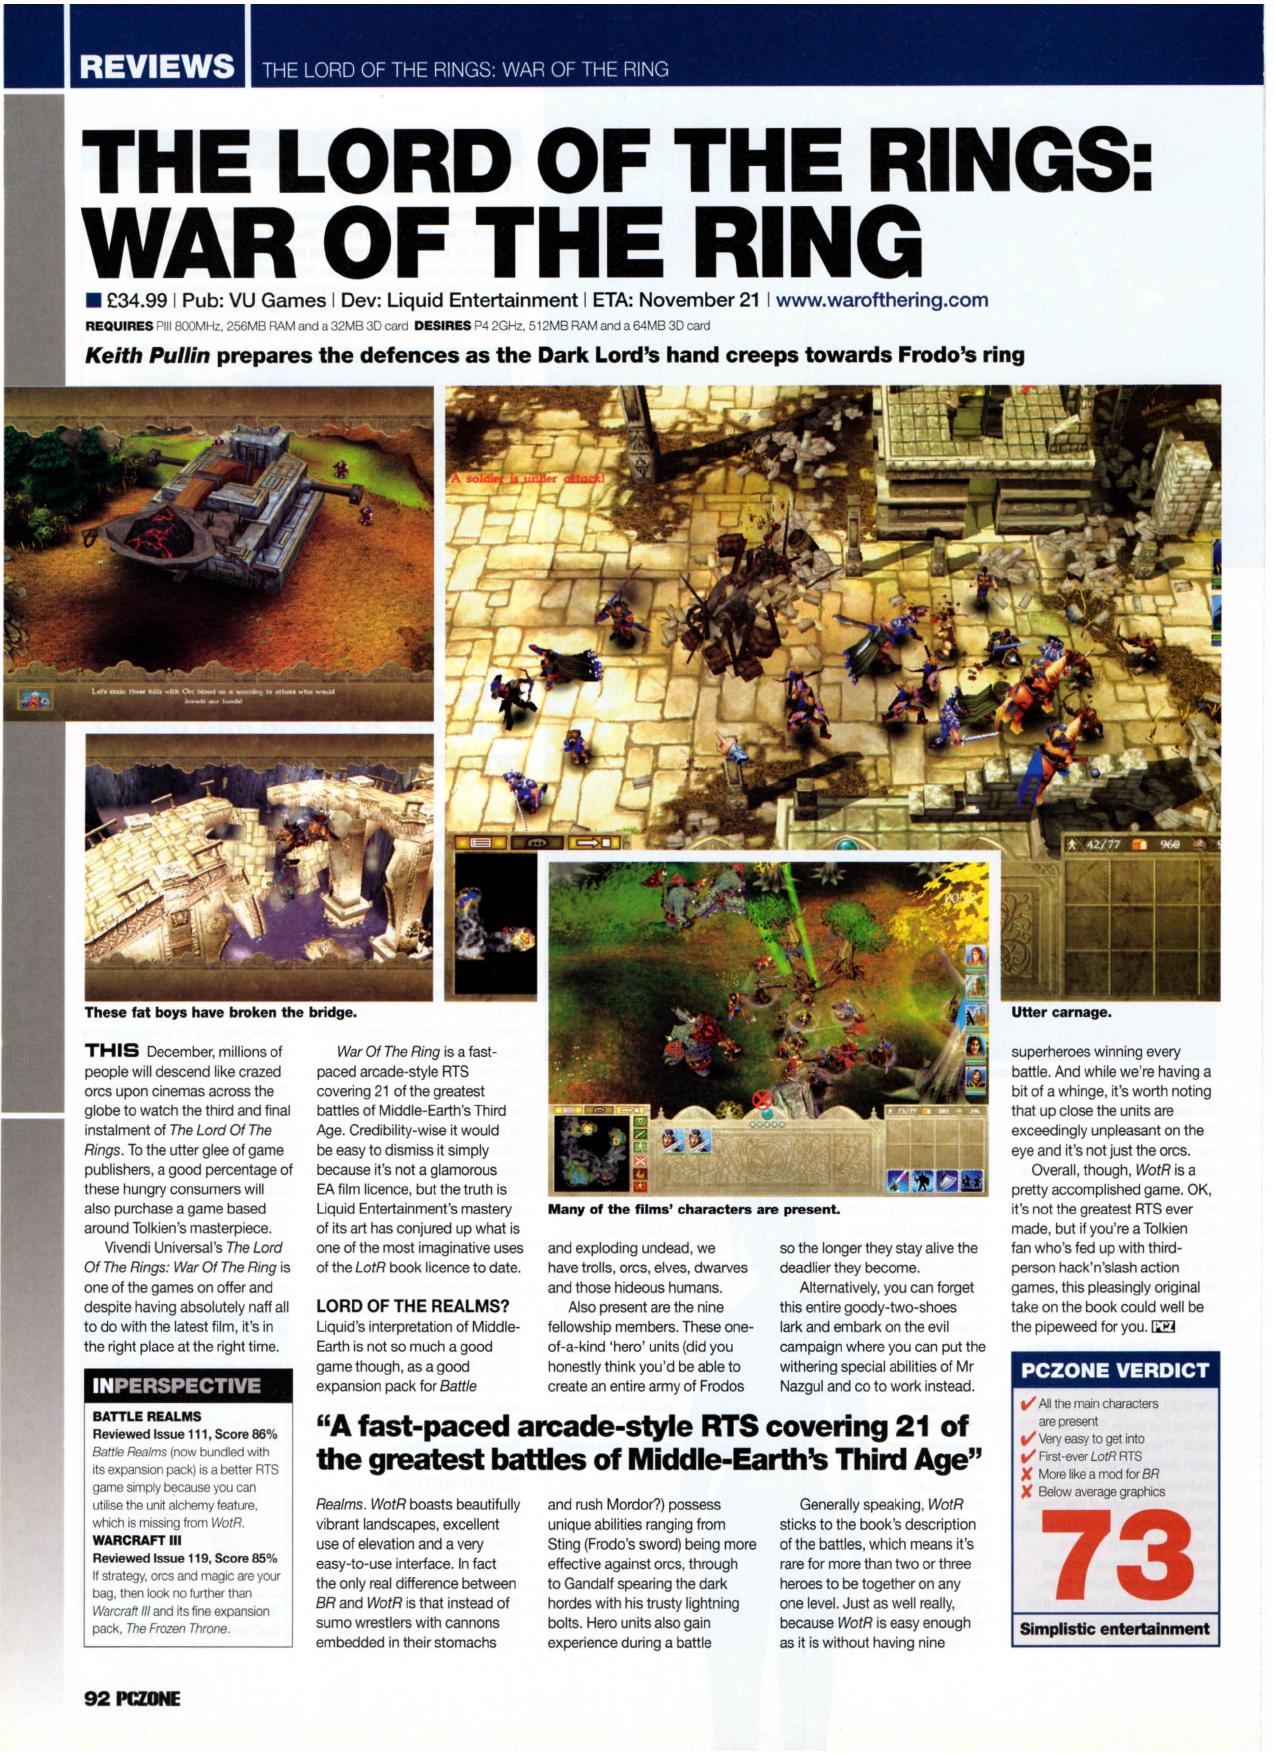 REVIEWS
THE LORD OF THE RINGS: WAR OF THE RING
THE LORD OF THE RINGS:
WAR OF THE RING
£34.99 | Pub: VU Games | Dev: Liquid Entertainment | ETA: November 21 | www.warofthering.com
REQUIRES PIII 800MHz, 256MB RAM and a 32MB 3D card DESIRES P4 2GHz, 512MB RAM and a 64MB 3D card
Keith Pullin prepares the defences as the Dark Lord's hand creeps towards Frodo's ring
Let's stain these hills with Orc blood as a warning to others who would
invade our lands!
A soldier is under attack!
42/77 960
These fat boys have broken the bridge.
Many of the films' characters are present.
Utter carnage.
THIS December, millions of
people will descend like crazed
orcs upon cinemas across the
globe to watch the third and final
instalment of The Lord Of The
Rings. To the utter glee of game
publishers, a good percentage of
these hungry consumers will
also purchase a game based
around Tolkien's masterpiece.
Vivendi Universal's The Lord
Of The Rings: War Of The Ring is
one of the games on offer and
despite having absolutely naff all
to do with the latest film, it's in
the right place at the right time.
INPERSPECTIVE
BATTLE REALMS
Reviewed Issue 111, Score 86%
Battle Realms (now bundled with
its expansion pack) is a better RTS
game simply because you can
utilise the unit alchemy feature,
which is missing from WotR.
WARCRAFT III
Reviewed Issue 119, Score 85%
If strategy, orcs and magic are your
bag, then look no further than
Warcraft III and its fine expansion
pack, The Frozen Throne.
War Of The Ring is a fast-
paced arcade-style RTS
covering 21 of the greatest
battles of Middle-Earth's Third
Age. Credibility-wise it would
be easy to dismiss it simply
because it's not a glamorous
EA film licence, but the truth is
Liquid Entertainment's mastery
of its art has conjured up what is
one of the most imaginative uses
of the LotR book licence to date.
LORD OF THE REALMS?
Liquid's interpretation of Middle-
Earth is not so much a good
game though, as a good
expansion pack for Battle
"A fast-paced arcade-style RTS covering 21 of
the greatest battles of Middle-Earth's Third Age"
Realms. WotR boasts beautifully
vibrant landscapes, excellent
use of elevation and a very
easy-to-use interface. In fact
the only real difference between
BR and WotR is that instead of
sumo wrestlers with cannons
embedded in their stomachs
and exploding undead, we
have trolls, orcs, elves, dwarves
and those hideous humans.
Also present are the nine
fellowship members. These one-
of-a-kind 'hero' units (did you
honestly think you'd be able to
create an entire army of Frodos
and rush Mordor?) possess
unique abilities ranging from
Sting (Frodo's sword) being more
effective against orcs, through
to Gandalf spearing the dark
hordes with his trusty lightning
bolts. Hero units also gain
experience during a battle
so the longer they stay alive the
deadlier they become.
Alternatively, you can forget
this entire goody-two-shoes
lark and embark on the evil
campaign where you can put the
withering special abilities of Mr
Nazgul and co to work instead.
Generally speaking, WotR
sticks to the book's description
of the battles, which means it's
rare for more than two or three
heroes to be together on any
one level. Just as well really,
because WotR is easy enough
as it is without having nine
superheroes winning every
battle. And while we're having a
bit of a whinge, it's worth noting
that up close the units are
exceedingly unpleasant on the
eye and it's not just the orcs.
Overall, though, WotR is a
pretty accomplished game. OK,
it's not the greatest RTS ever
made, but if you're a Tolkien
fan who's fed up with third-
person hack'n'slash action
games, this pleasingly original
take on the book could well be
the pipeweed for you. PCZ
PCZONE VERDICT
✓ All the main characters
are present
✓ Very easy to get into
✓ First-ever LotR RTS
✗ More like a mod for BR
✗ Below average graphics
73
Simplistic entertainment
92 PCZONE